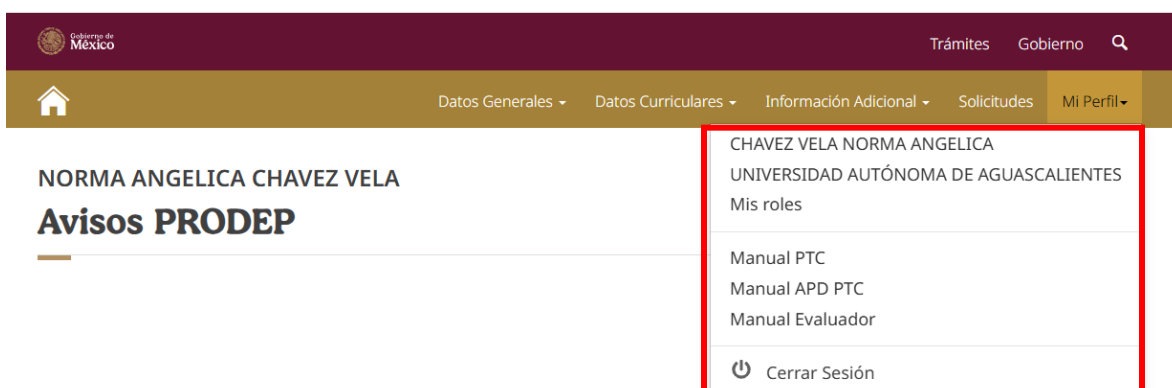 Gobierno de
México
Trámites Gobierno
Datos Generales Datos Curriculares Información Adicional Solicitudes Mi Perfil
CHAVEZ VELA NORMA ANGELICA
UNIVERSIDAD AUTÓNOMA DE AGUASCALIENTES
Mis roles
NORMA ANGELICA CHAVEZ VELA
Avisos PRODEP
Manual PTC
Manual APD PTC
Manual Evaluador
Cerrar Sesión